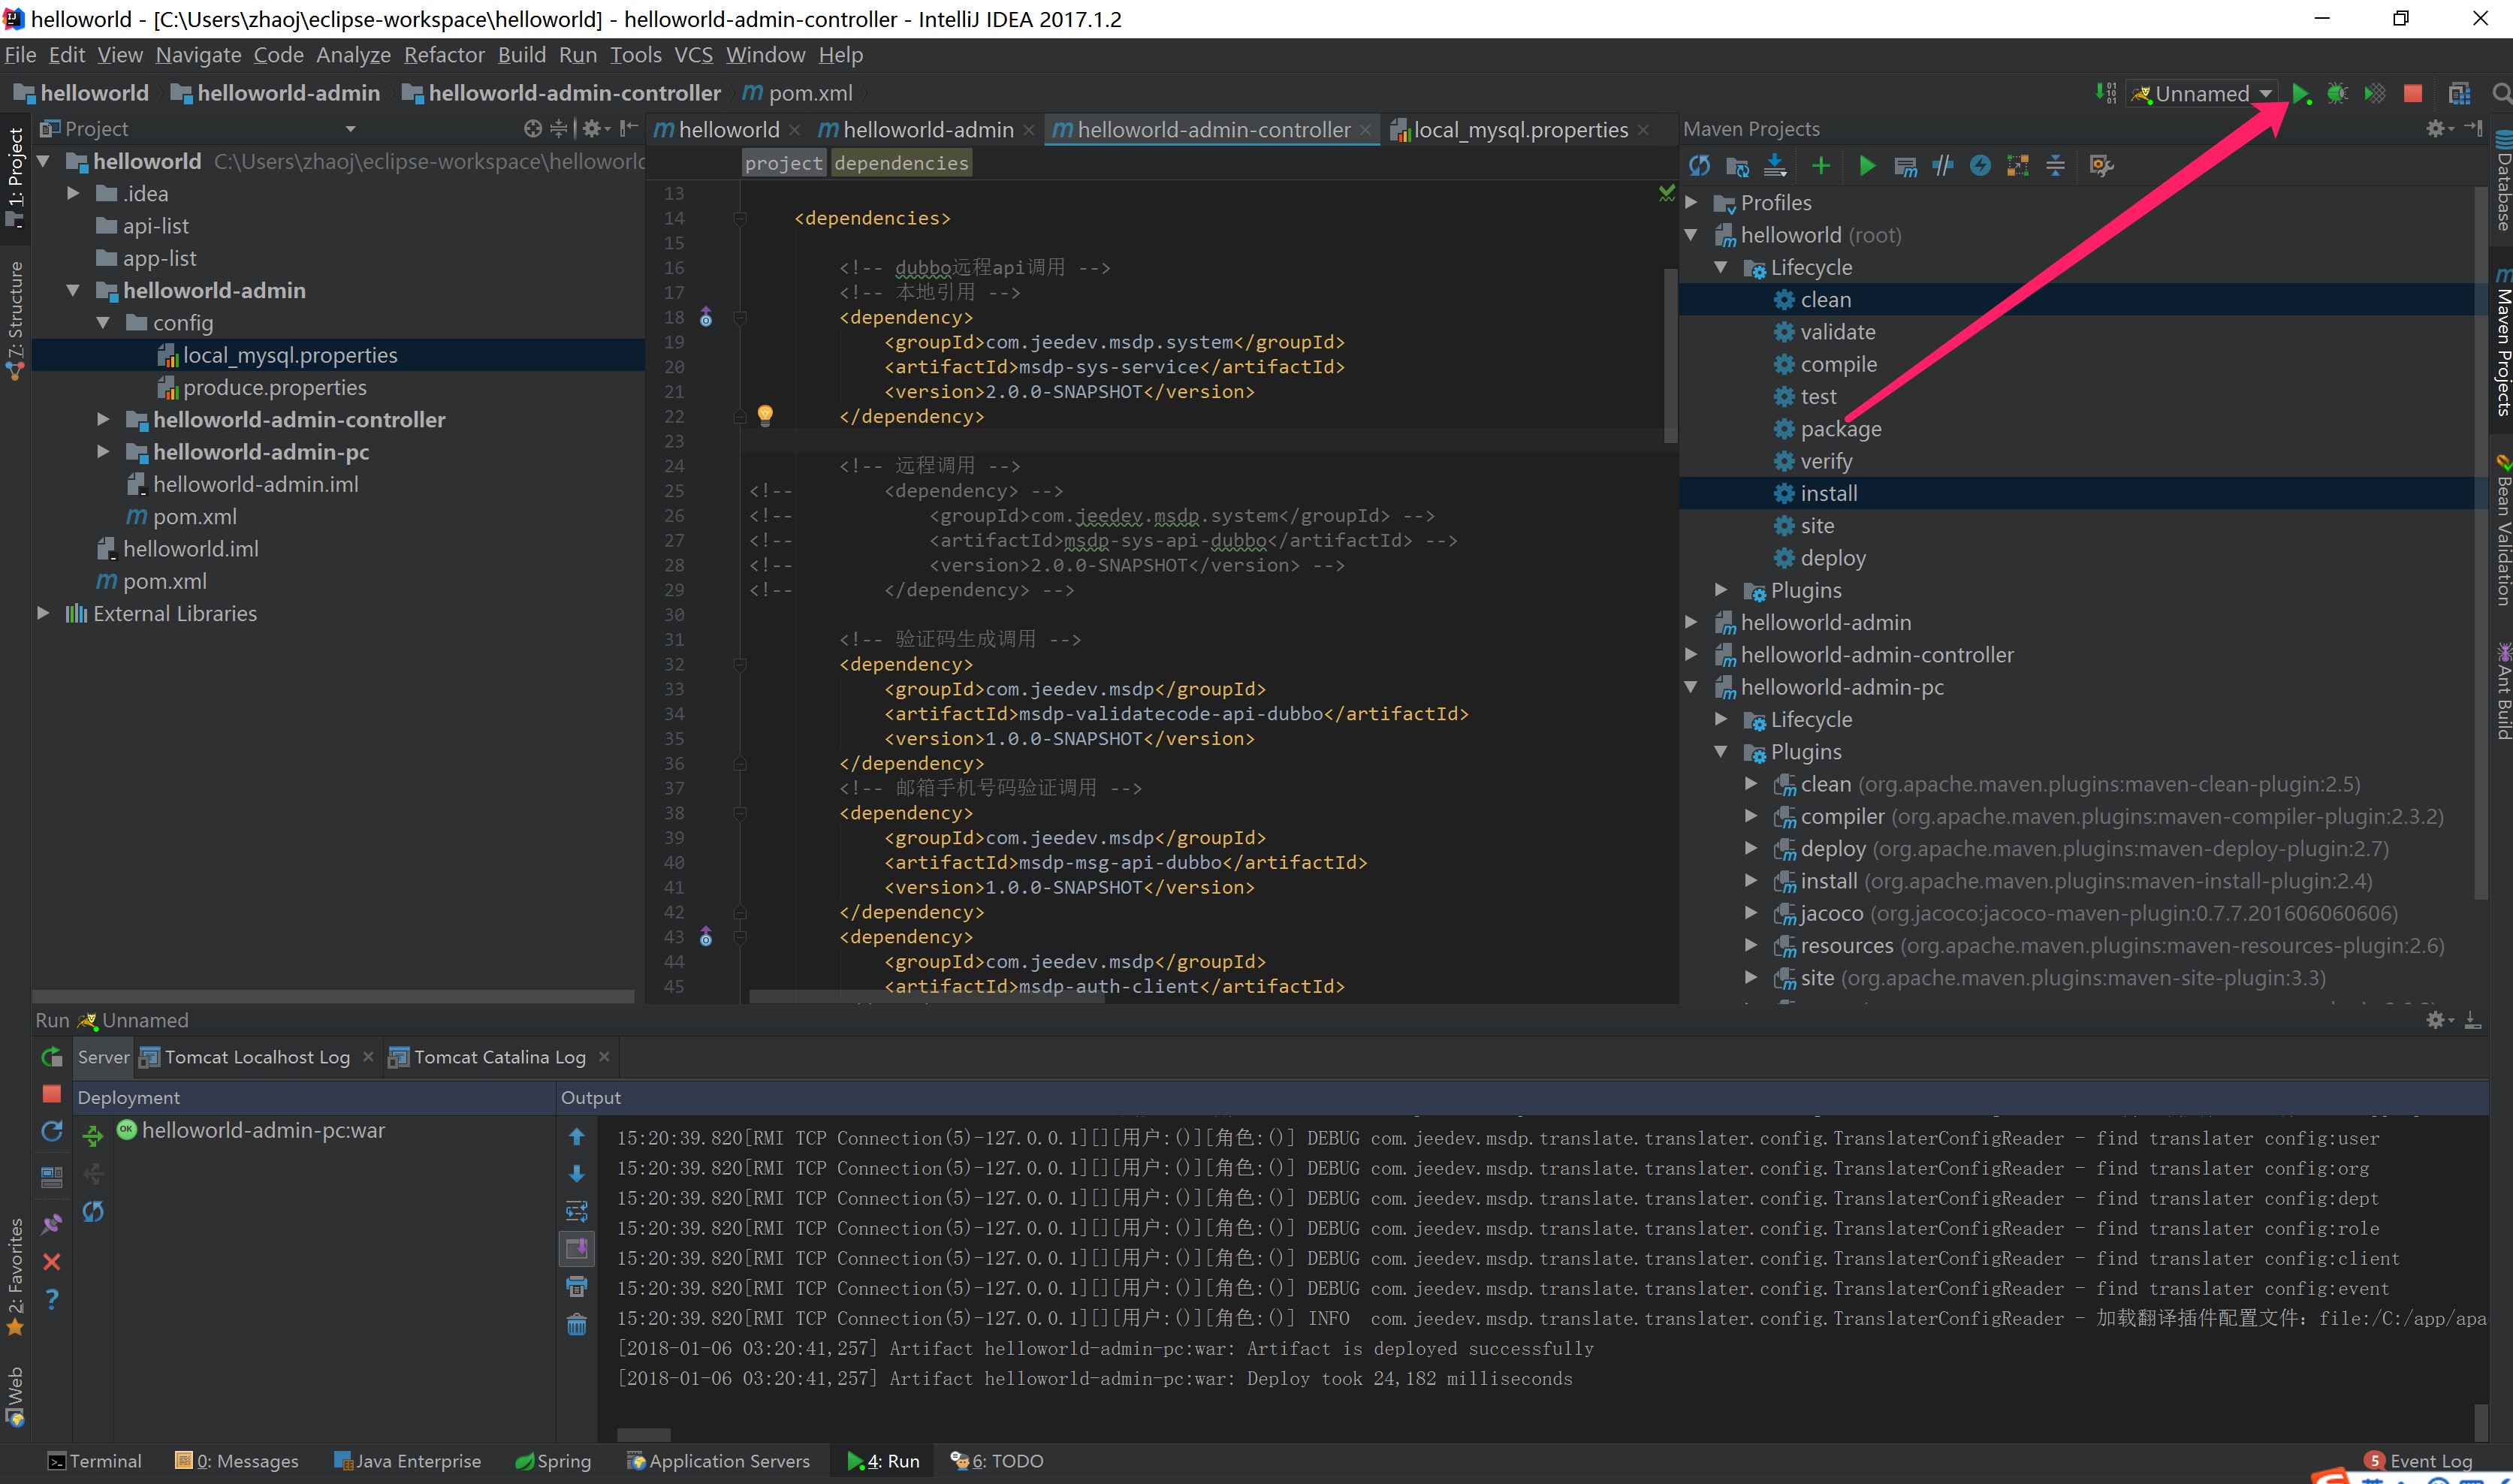 helloworld - [C:\Users\zhaoj\eclipse-workspace\helloworld] - helloworld-admin-controller - IntelliJ IDEA 2017.1.2
File Edit View Navigate Code Analyze Refactor Build Run Tools VCS Window Help
helloworld helloworld-admin helloworld-admin-controller pom.xml
Unnamed
1: Project
7: Structure
2: Favorites
Web
Project
helloworld C:\Users\zhaoj\eclipse-workspace\helloworld
.idea
api-list
app-list
helloworld-admin
config
local_mysql.properties
produce.properties
helloworld-admin-controller
helloworld-admin-pc
helloworld-admin.iml
pom.xml
helloworld.iml
pom.xml
External Libraries
helloworld helloworld-admin helloworld-admin-controller local_mysql.properties
project dependencies
13
14 <dependencies>
15
16 <!-- dubbo远程api调用 -->
17 <!-- 本地引用 -->
18 <dependency>
19 <groupId>com.jeedev.msdp.system</groupId>
20 <artifactId>msdp-sys-service</artifactId>
21 <version>2.0.0-SNAPSHOT</version>
22 </dependency>
23
24 <!-- 远程调用 -->
25 <!-- <dependency> -->
26 <!-- <groupId>com.jeedev.msdp.system</groupId> -->
27 <!-- <artifactId>msdp-sys-api-dubbo</artifactId> -->
28 <!-- <version>2.0.0-SNAPSHOT</version> -->
29 <!-- </dependency> -->
30
31 <!-- 验证码生成调用 -->
32 <dependency>
33 <groupId>com.jeedev.msdp</groupId>
34 <artifactId>msdp-validatecode-api-dubbo</artifactId>
35 <version>1.0.0-SNAPSHOT</version>
36 </dependency>
37 <!-- 邮箱手机号码验证调用 -->
38 <dependency>
39 <groupId>com.jeedev.msdp</groupId>
40 <artifactId>msdp-msg-api-dubbo</artifactId>
41 <version>1.0.0-SNAPSHOT</version>
42 </dependency>
43 <dependency>
44 <groupId>com.jeedev.msdp</groupId>
45 <artifactId>msdp-auth-client</artifactId>
Maven Projects
Profiles
helloworld (root)
Lifecycle
clean
validate
compile
test
package
verify
install
site
deploy
Plugins
helloworld-admin
helloworld-admin-controller
helloworld-admin-pc
Lifecycle
Plugins
clean (org.apache.maven.plugins:maven-clean-plugin:2.5)
compiler (org.apache.maven.plugins:maven-compiler-plugin:2.3.2)
deploy (org.apache.maven.plugins:maven-deploy-plugin:2.7)
install (org.apache.maven.plugins:maven-install-plugin:2.4)
jacoco (org.jacoco:jacoco-maven-plugin:0.7.7.201606060606)
resources (org.apache.maven.plugins:maven-resources-plugin:2.6)
site (org.apache.maven.plugins:maven-site-plugin:3.3)
Database
Maven Projects
Bean Validation
Ant Build
Run Unnamed
Server Tomcat Localhost Log Tomcat Catalina Log
Deployment
OK helloworld-admin-pc:war
Output
15:20:39.820[RMI TCP Connection(5)-127.0.0.1][][用户:()][角色:()] DEBUG com.jeedev.msdp.translate.translater.config.TranslaterConfigReader - find translater config:user
15:20:39.820[RMI TCP Connection(5)-127.0.0.1][][用户:()][角色:()] DEBUG com.jeedev.msdp.translate.translater.config.TranslaterConfigReader - find translater config:org
15:20:39.820[RMI TCP Connection(5)-127.0.0.1][][用户:()][角色:()] DEBUG com.jeedev.msdp.translate.translater.config.TranslaterConfigReader - find translater config:dept
15:20:39.820[RMI TCP Connection(5)-127.0.0.1][][用户:()][角色:()] DEBUG com.jeedev.msdp.translate.translater.config.TranslaterConfigReader - find translater config:role
15:20:39.820[RMI TCP Connection(5)-127.0.0.1][][用户:()][角色:()] DEBUG com.jeedev.msdp.translate.translater.config.TranslaterConfigReader - find translater config:client
15:20:39.820[RMI TCP Connection(5)-127.0.0.1][][用户:()][角色:()] DEBUG com.jeedev.msdp.translate.translater.config.TranslaterConfigReader - find translater config:event
15:20:39.820[RMI TCP Connection(5)-127.0.0.1][][用户:()][角色:()] INFO com.jeedev.msdp.translate.translater.config.TranslaterConfigReader - 加载翻译插件配置文件: file:/C:/app/apa
[2018-01-06 03:20:41,257] Artifact helloworld-admin-pc:war: Artifact is deployed successfully
[2018-01-06 03:20:41,257] Artifact helloworld-admin-pc:war: Deploy took 24,182 milliseconds
Terminal 0: Messages Java Enterprise Spring Application Servers 4: Run 6: TODO 5 Event Log